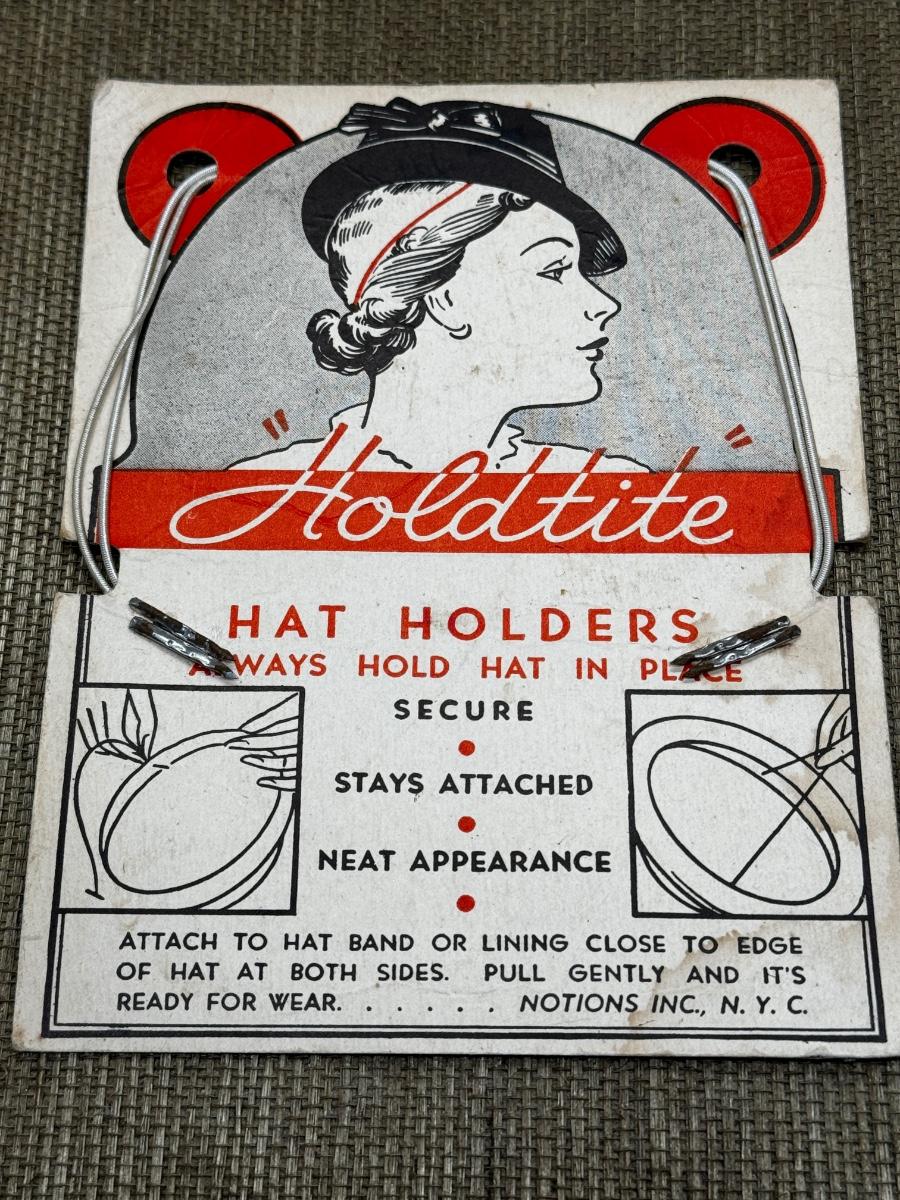 "Holdtite"
HAT HOLDERS
ALWAYS HOLD HAT IN PLACE
SECURE
STAYS ATTACHED
NEAT APPEARANCE
ATTACH TO HAT BAND OR LINING CLOSE TO EDGE
OF HAT AT BOTH SIDES. PULL GENTLY AND IT'S
READY FOR WEAR. . . . . . NOTIONS INC., N. Y. C.